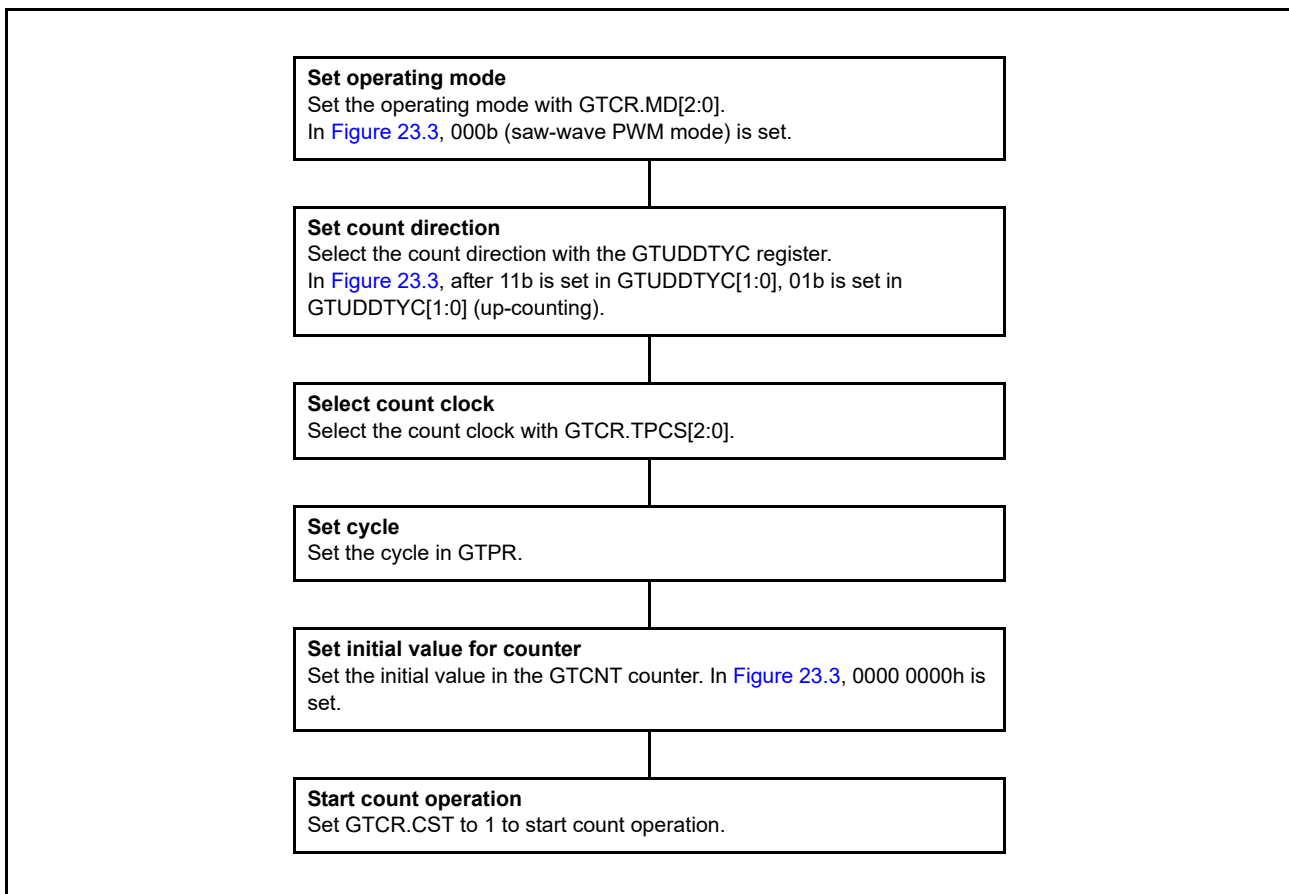 Set operating mode
Set the operating mode with GTCR.MD[2:0].
In Figure 23.3, 000b (saw-wave PWM mode) is set.
Set count direction
Select the count direction with the GTUDDTYC register.
In Figure 23.3, after 11b is set in GTUDDTYC[1:0], 01b is set in
GTUDDTYC[1:0] (up-counting).
Select count clock
Select the count clock with GTCR.TPCS[2:0].
Set cycle
Set the cycle in GTPR.
Set initial value for counter
Set the initial value in the GTCNT counter. In Figure 23.3, 0000 0000h is
set.
Start count operation
Set GTCR.CST to 1 to start count operation.